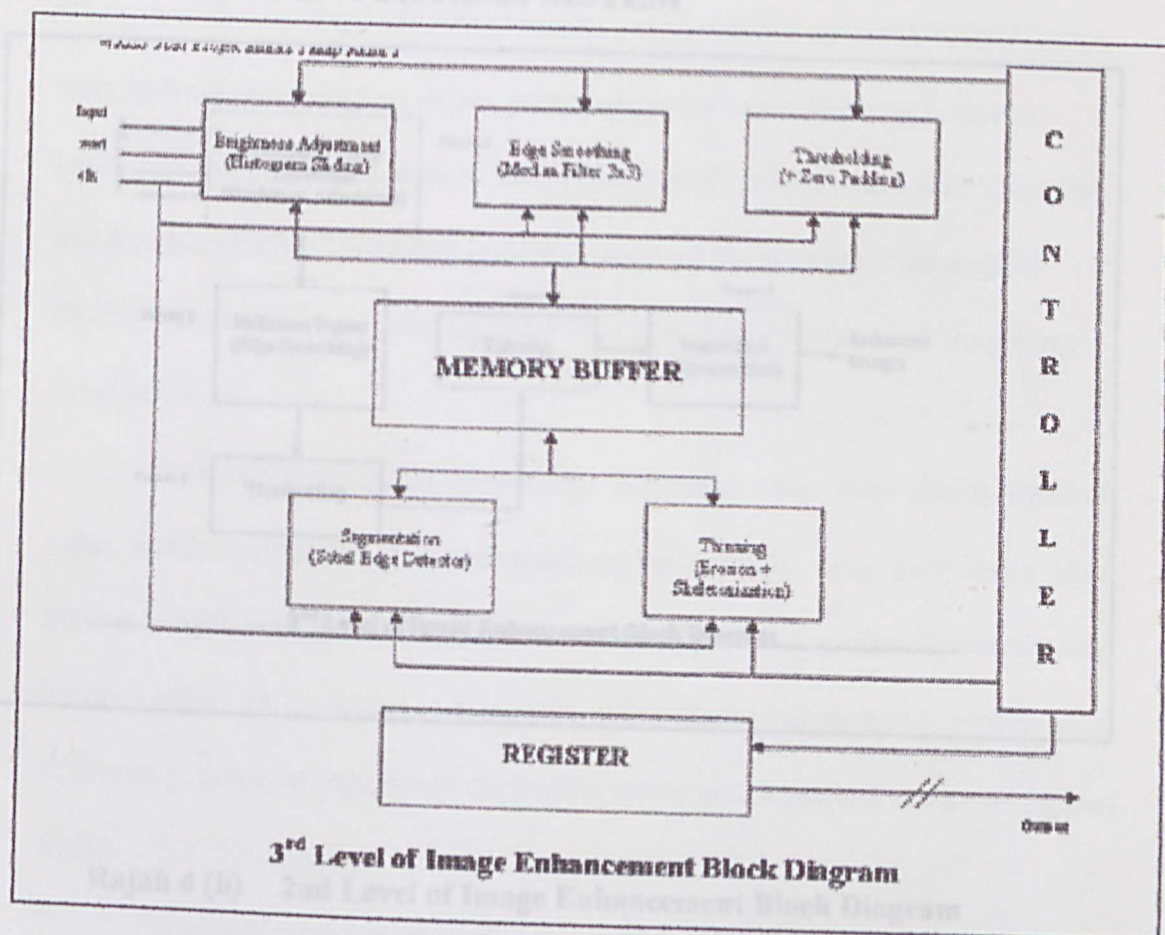 Input
start
clk
Brightness Adjustment
(Histogram Sliding)
Edge Smoothing
(Median Filter 3x3)
Thresholding
(+ Zero Padding)
C
O
N
T
R
O
L
L
E
R
MEMORY BUFFER
Segmentation
(Sobel Edge Detector)
Thinning
(Erosion +
Skeletonization)
REGISTER
Output
3rd Level of Image Enhancement Block Diagram
Rajah 4 (b) 2nd Level of Image Enhancement Block Diagram